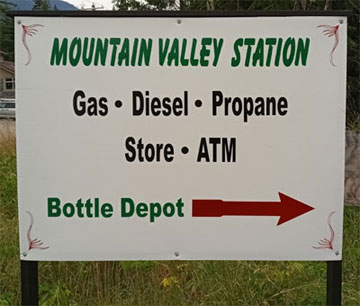 MOUNTAIN VALLEY STATION
Gas • Diesel • Propane
Store • ATM
Bottle Depot